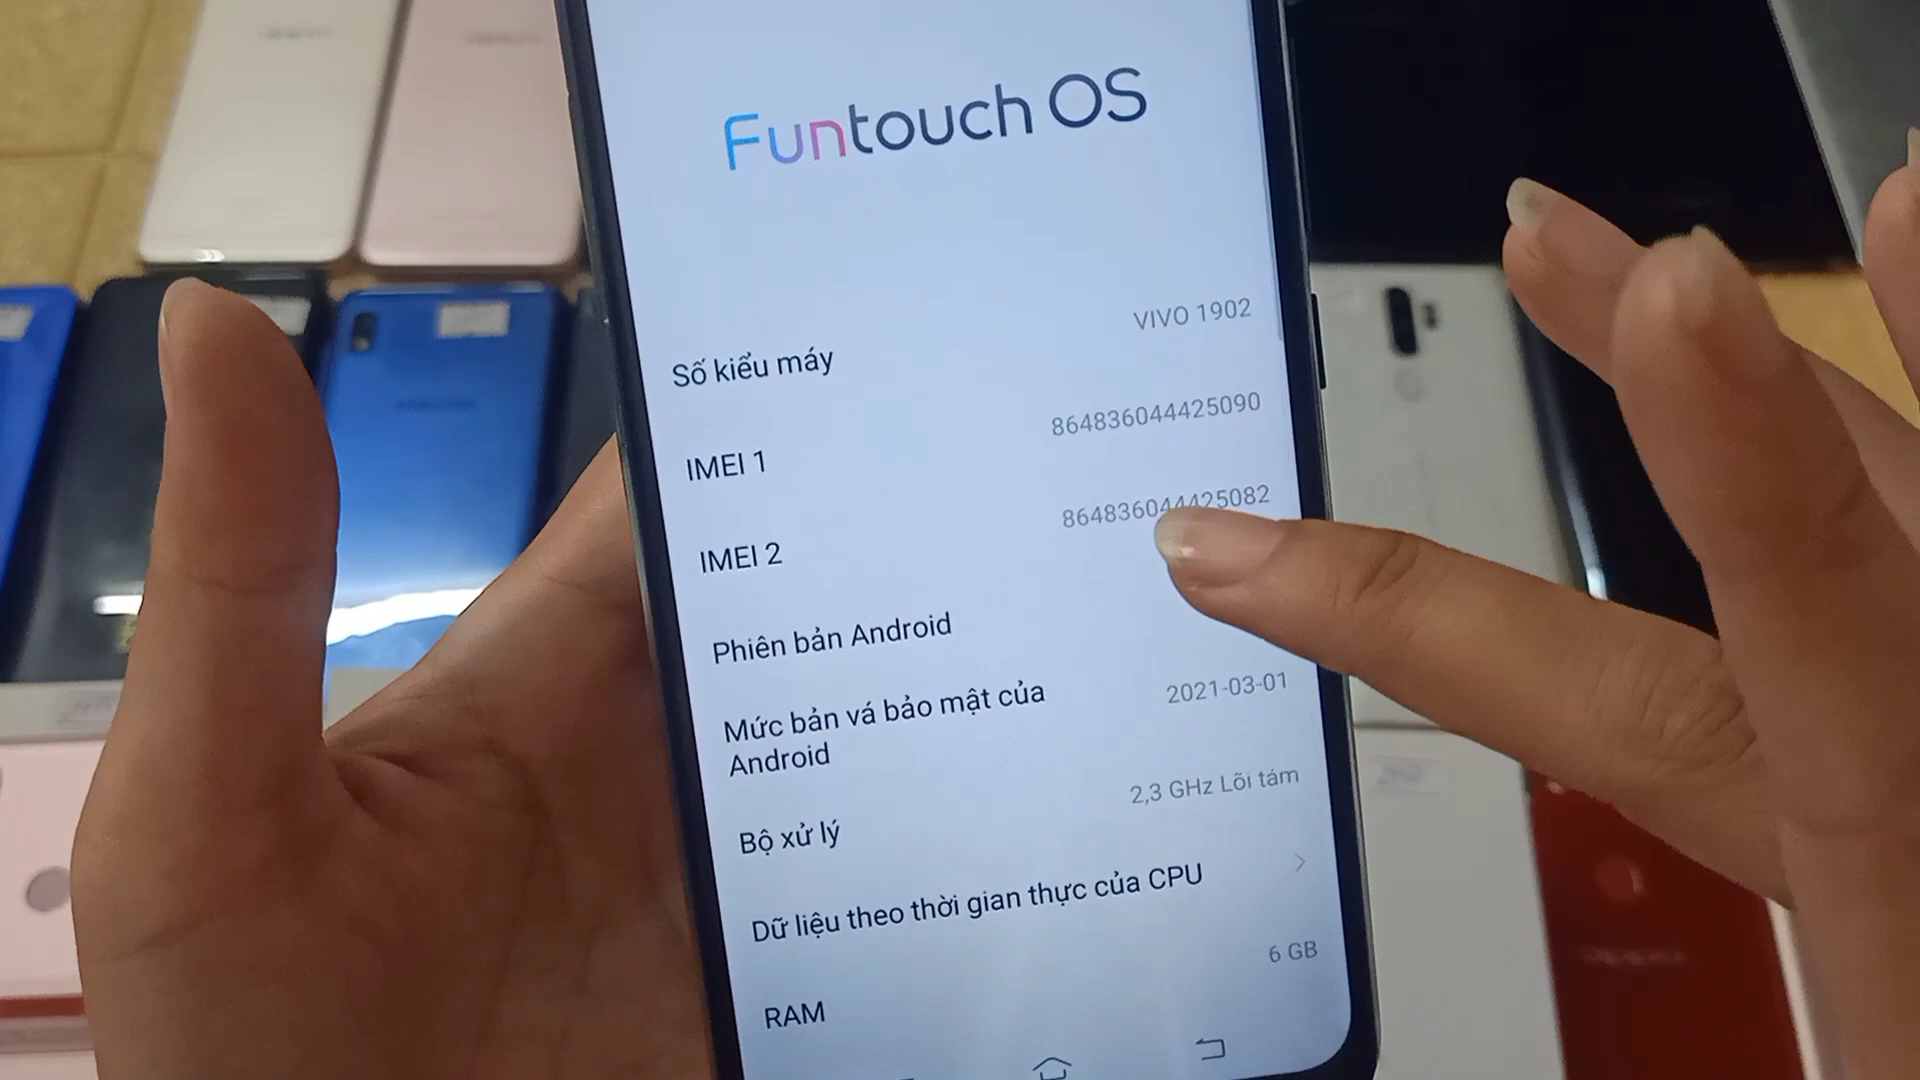 Funtouch OS
Số kiểu máy
VIVO 1902
IMEI 1
864836044425090
IMEI 2
864836044425082
Phiên bản Android
Mức bản vá bảo mật của
Android
2021-03-01
Bộ xử lý
2,3 GHz Lõi tám
Dữ liệu theo thời gian thực của CPU
RAM
6 GB